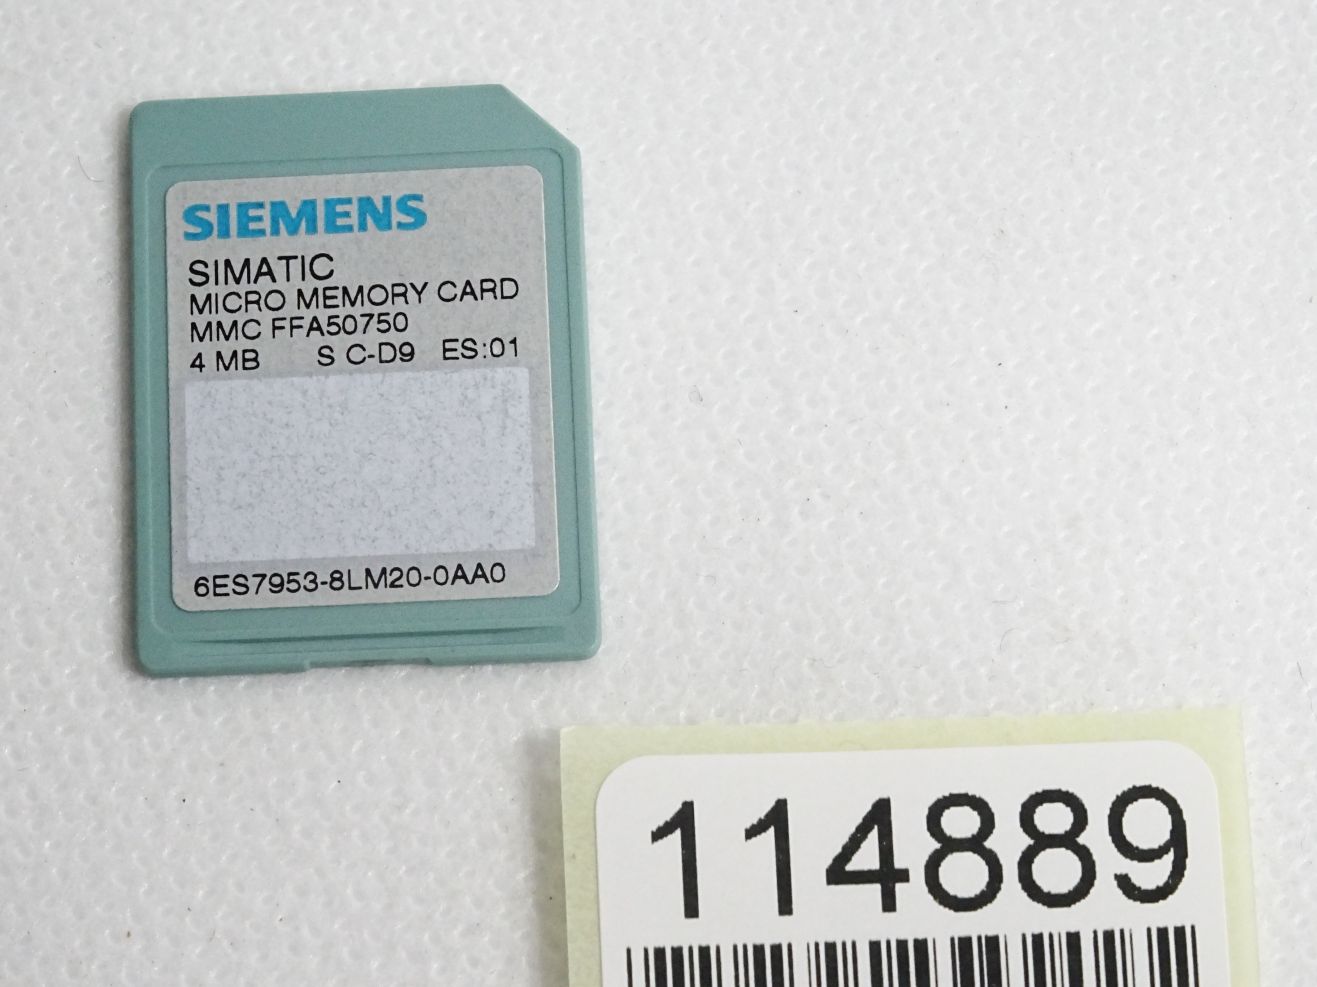 SIEMENS
SIMATIC
MICRO MEMORY CARD
MMC FFA50750
4 MB S C-D9 ES:01
6ES7953-8LM20-0AA0
114889